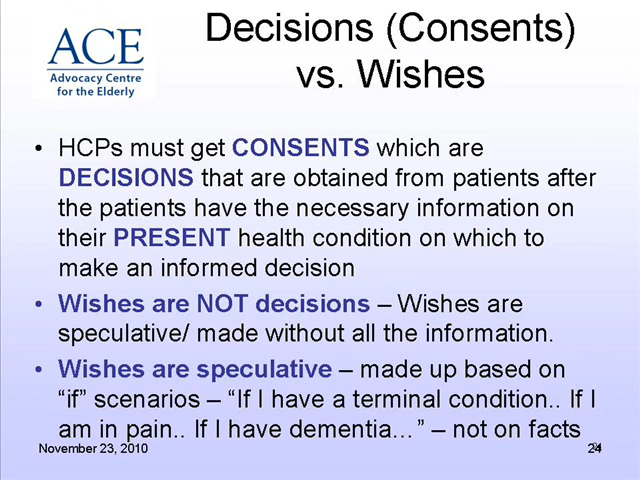 Decisions (Consents)
vs. Wishes
ACE
Advocacy Centre
for the Elderly
• HCPs must get CONSENTS which are
DECISIONS that are obtained from patients after
the patients have the necessary information on
their PRESENT health condition on which to
make an informed decision
• Wishes are NOT decisions – Wishes are
speculative/ made without all the information.
• Wishes are speculative – made up based on
“if” scenarios – “If I have a terminal condition.. If I
am in pain.. If I have dementia…” – not on facts
November 23, 2010
24